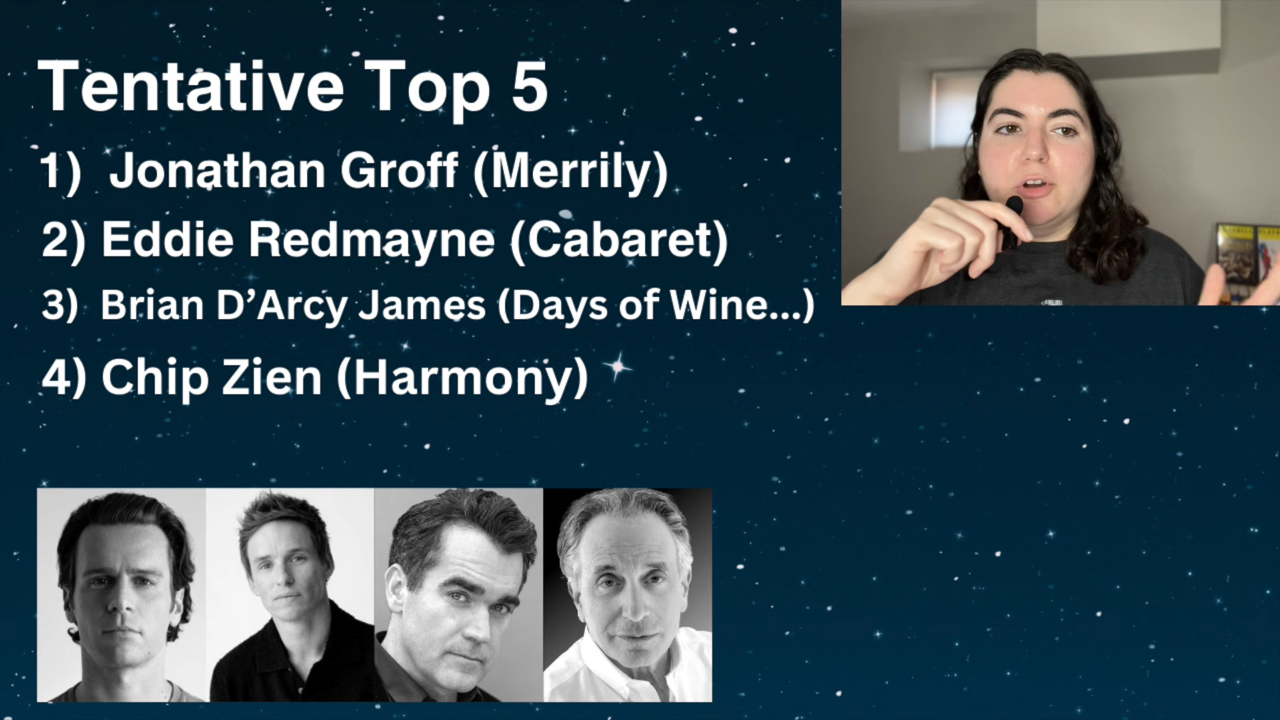 Tentative Top 5
1) Jonathan Groff (Merrily)
2) Eddie Redmayne (Cabaret)
3) Brian D’Arcy James (Days of Wine...)
4) Chip Zien (Harmony)